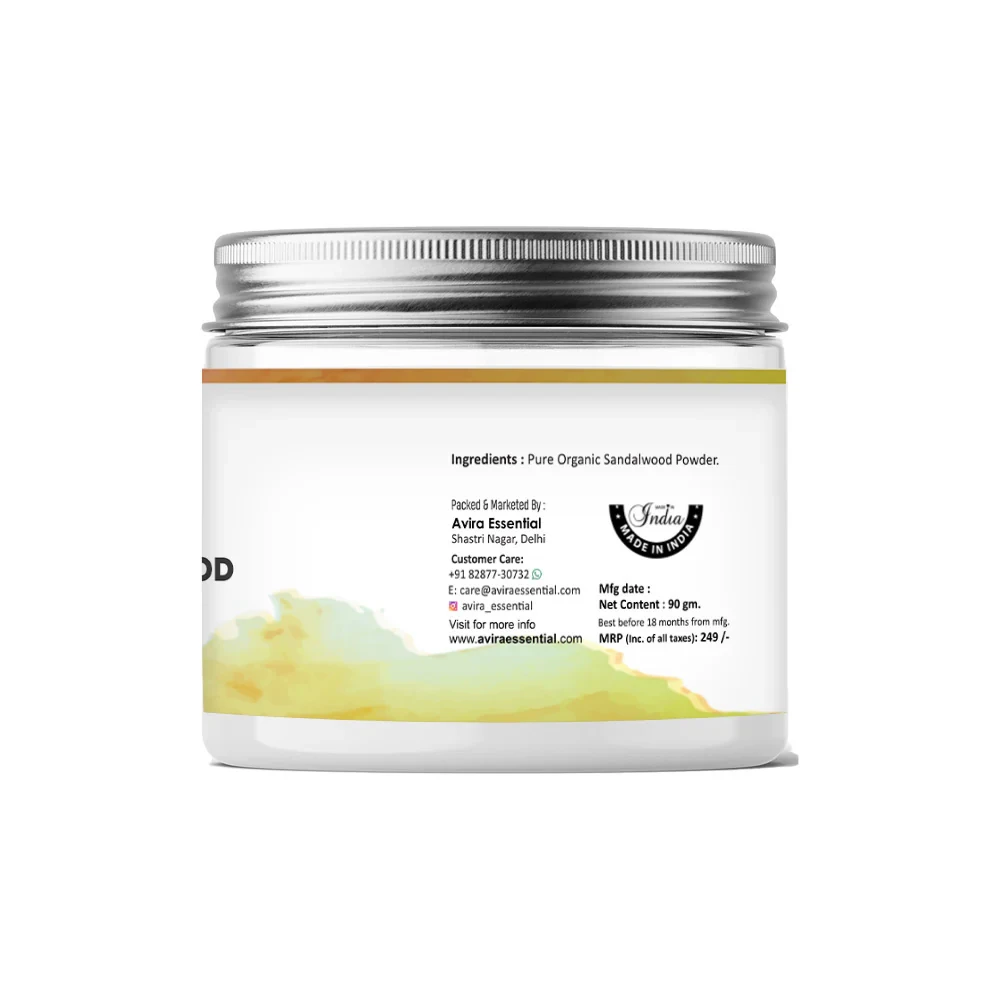 Ingredients : Pure Organic Sandalwood Powder.
Packed & Marketed By :
Avira Essential
Shastri Nagar, Delhi
Customer Care:
+91 82877-30732
E: care@aviraessential.com
avira_essential
Visit for more info
www.aviraessential.com
MADE IN
India
MADE IN INDIA
Mfg date :
Net Content : 90 gm.
Best before 18 months from mfg.
MRP (Inc. of all taxes): 249 /-
OD